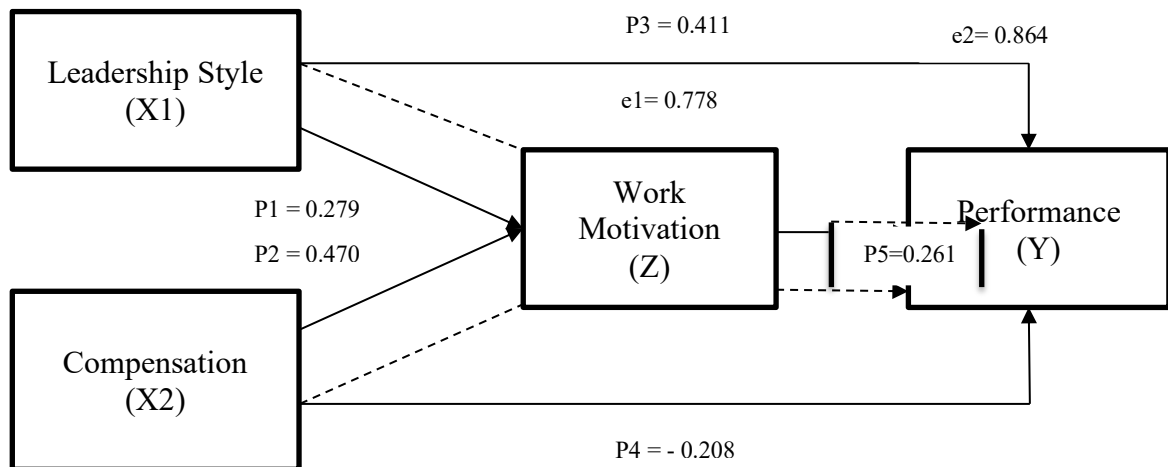 P3 = 0.411
e2= 0.864
Leadership Style
(X1)
e1= 0.778
Work
Motivation
(Z)
Performance
(Y)
P1 = 0.279
P2 = 0.470
P5=0.261
Compensation
(X2)
P4 = - 0.208